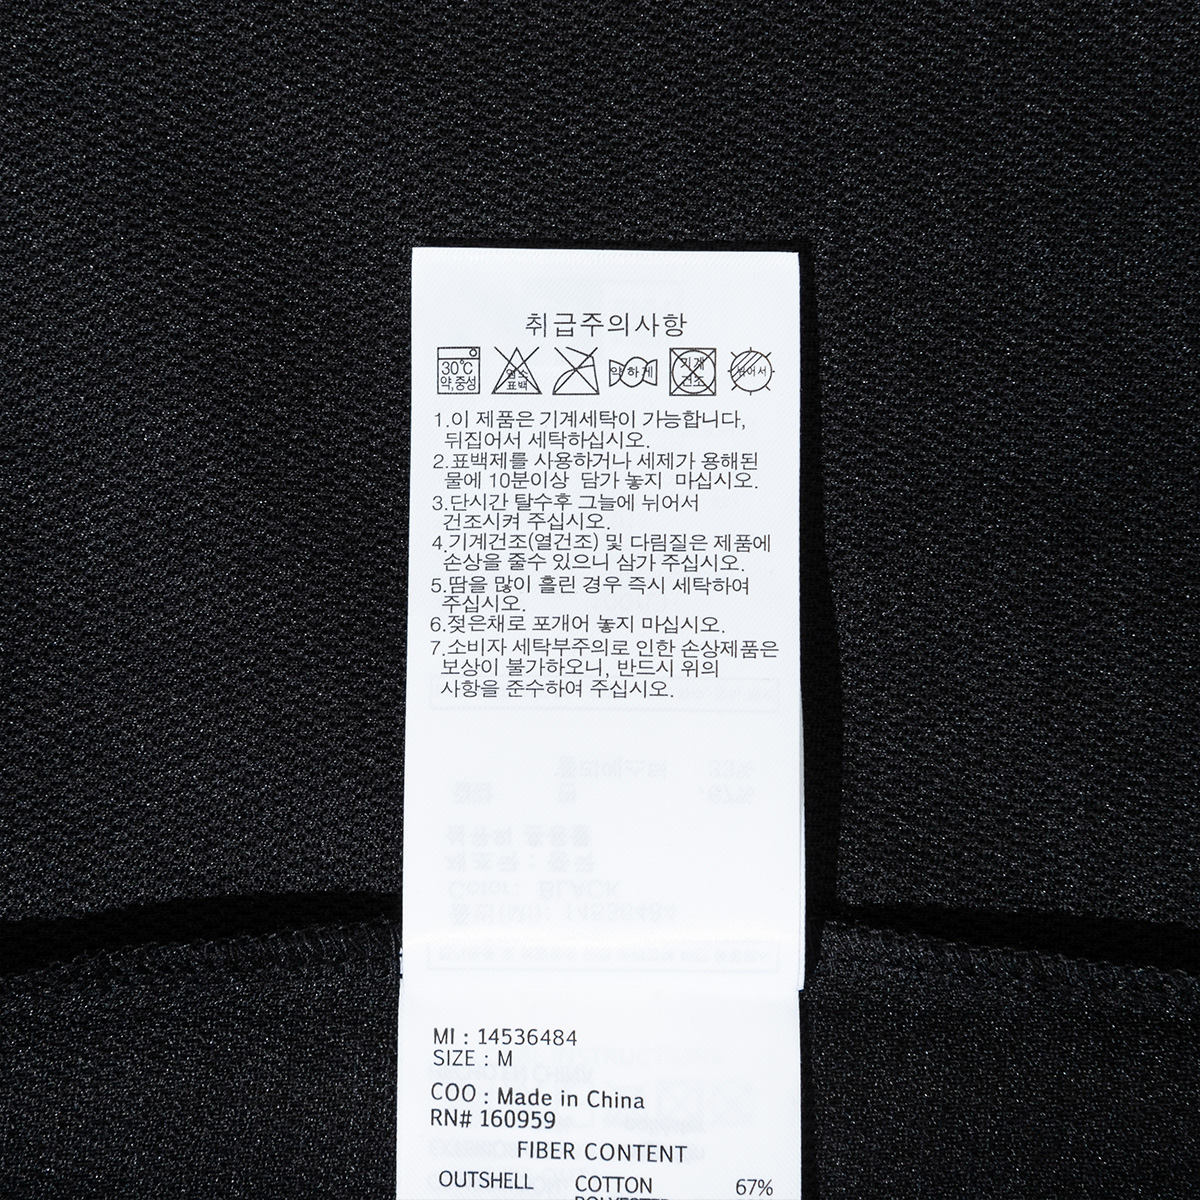 취급주의사항
30℃
약,중성
염소
표백
약하게
기계
건조
뉘어서
1.이 제품은 기계세탁이 가능합니다,
뒤집어서 세탁하십시오.
2.표백제를 사용하거나 세제가 용해된
물에 10분이상 담가 놓지 마십시오.
3.단시간 탈수후 그늘에 뉘어서
건조시켜 주십시오.
4.기계건조(열건조) 및 다림질은 제품에
손상을 줄수 있으니 삼가 주십시오.
5.땀을 많이 흘린 경우 즉시 세탁하여
주십시오.
6.젖은채로 포개어 놓지 마십시오.
7.소비자 세탁부주의로 인한 손상제품은
보상이 불가하오니, 반드시 위의
사항을 준수하여 주십시오.
MI : 14536484
SIZE : M
COO : Made in China
RN# 160959
FIBER CONTENT
OUTSHELL COTTON 67%